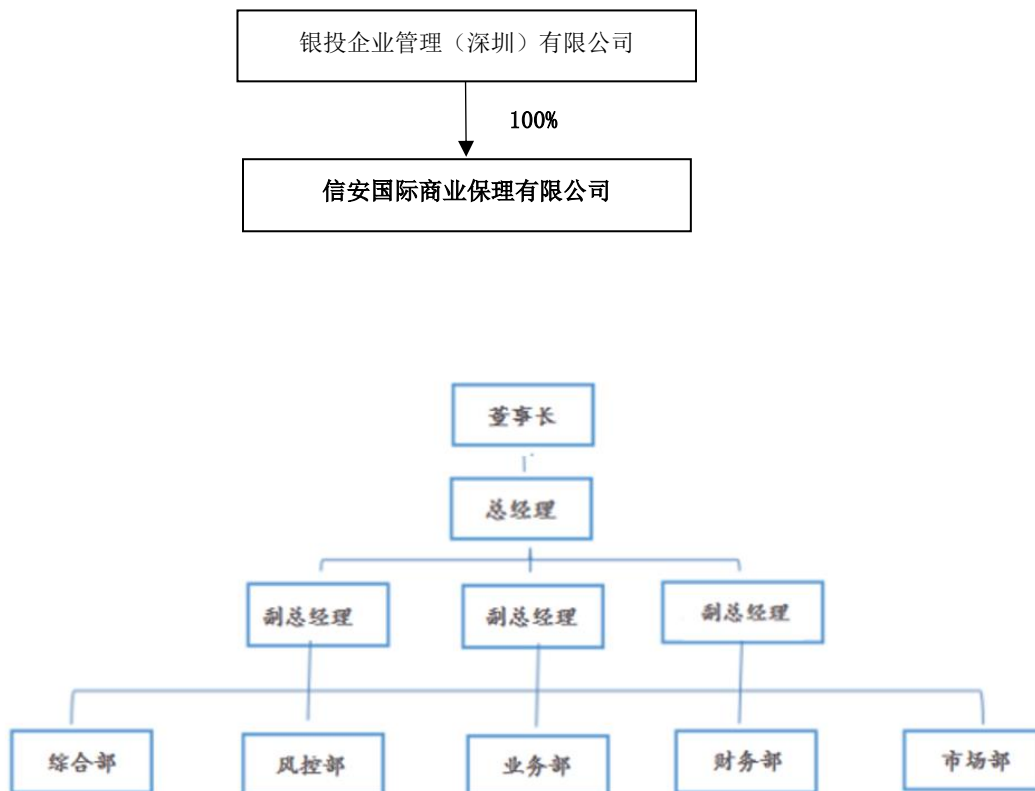 银投企业管理（深圳）有限公司
100%
信安国际商业保理有限公司
董事长
总经理
副总经理 副总经理 副总经理
综合部 风控部 业务部 财务部 市场部